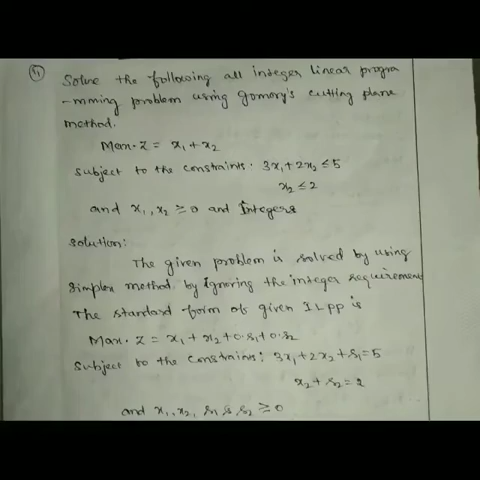 Solve the following all integer linear progra
-mming problem using gomory's cutting plane
method.
Max. Z = x₁ + x₂
subject to the constraints: 3x₁ + 2x₂ ≤ 5
x₂ ≤ 2
and x₁, x₂ ≥ 0 and Integers
solution:
The given problem is solved by using
simplex method by ignoring the integer requirement
The standard form of given ILPP is
Max. Z = x₁ + x₂ + 0.s₁ + 0.s₂
subject to the constraints: 3x₁ + 2x₂ + s₁ = 5
x₂ + s₂ = 2
and x₁, x₂, s₁ & s₂ ≥ 0